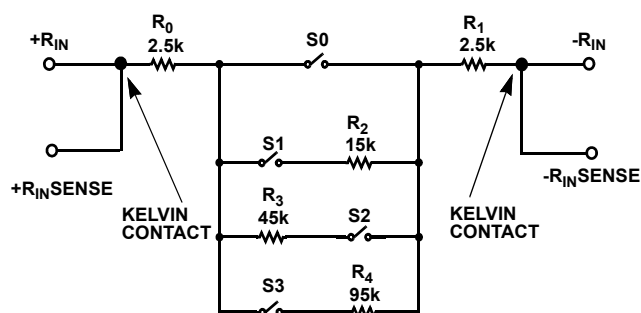 +RIN
R0
2.5k
S0
R1
2.5k
-RIN
S1
R2
15k
+RINSENSE
-RINSENSE
KELVIN
CONTACT
R3
45k
S2
KELVIN
CONTACT
S3
R4
95k